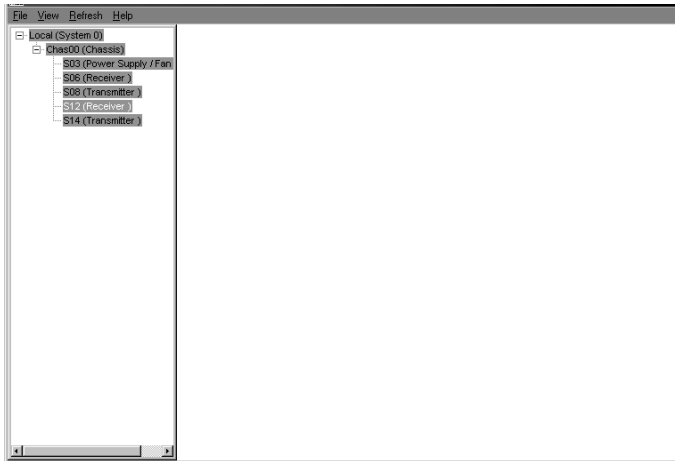 File View Refresh Help
Local (System 0)
Chas00 (Chassis)
S03 (Power Supply / Fan
S06 (Receiver )
S08 (Transmitter )
S12 (Receiver )
S14 (Transmitter )